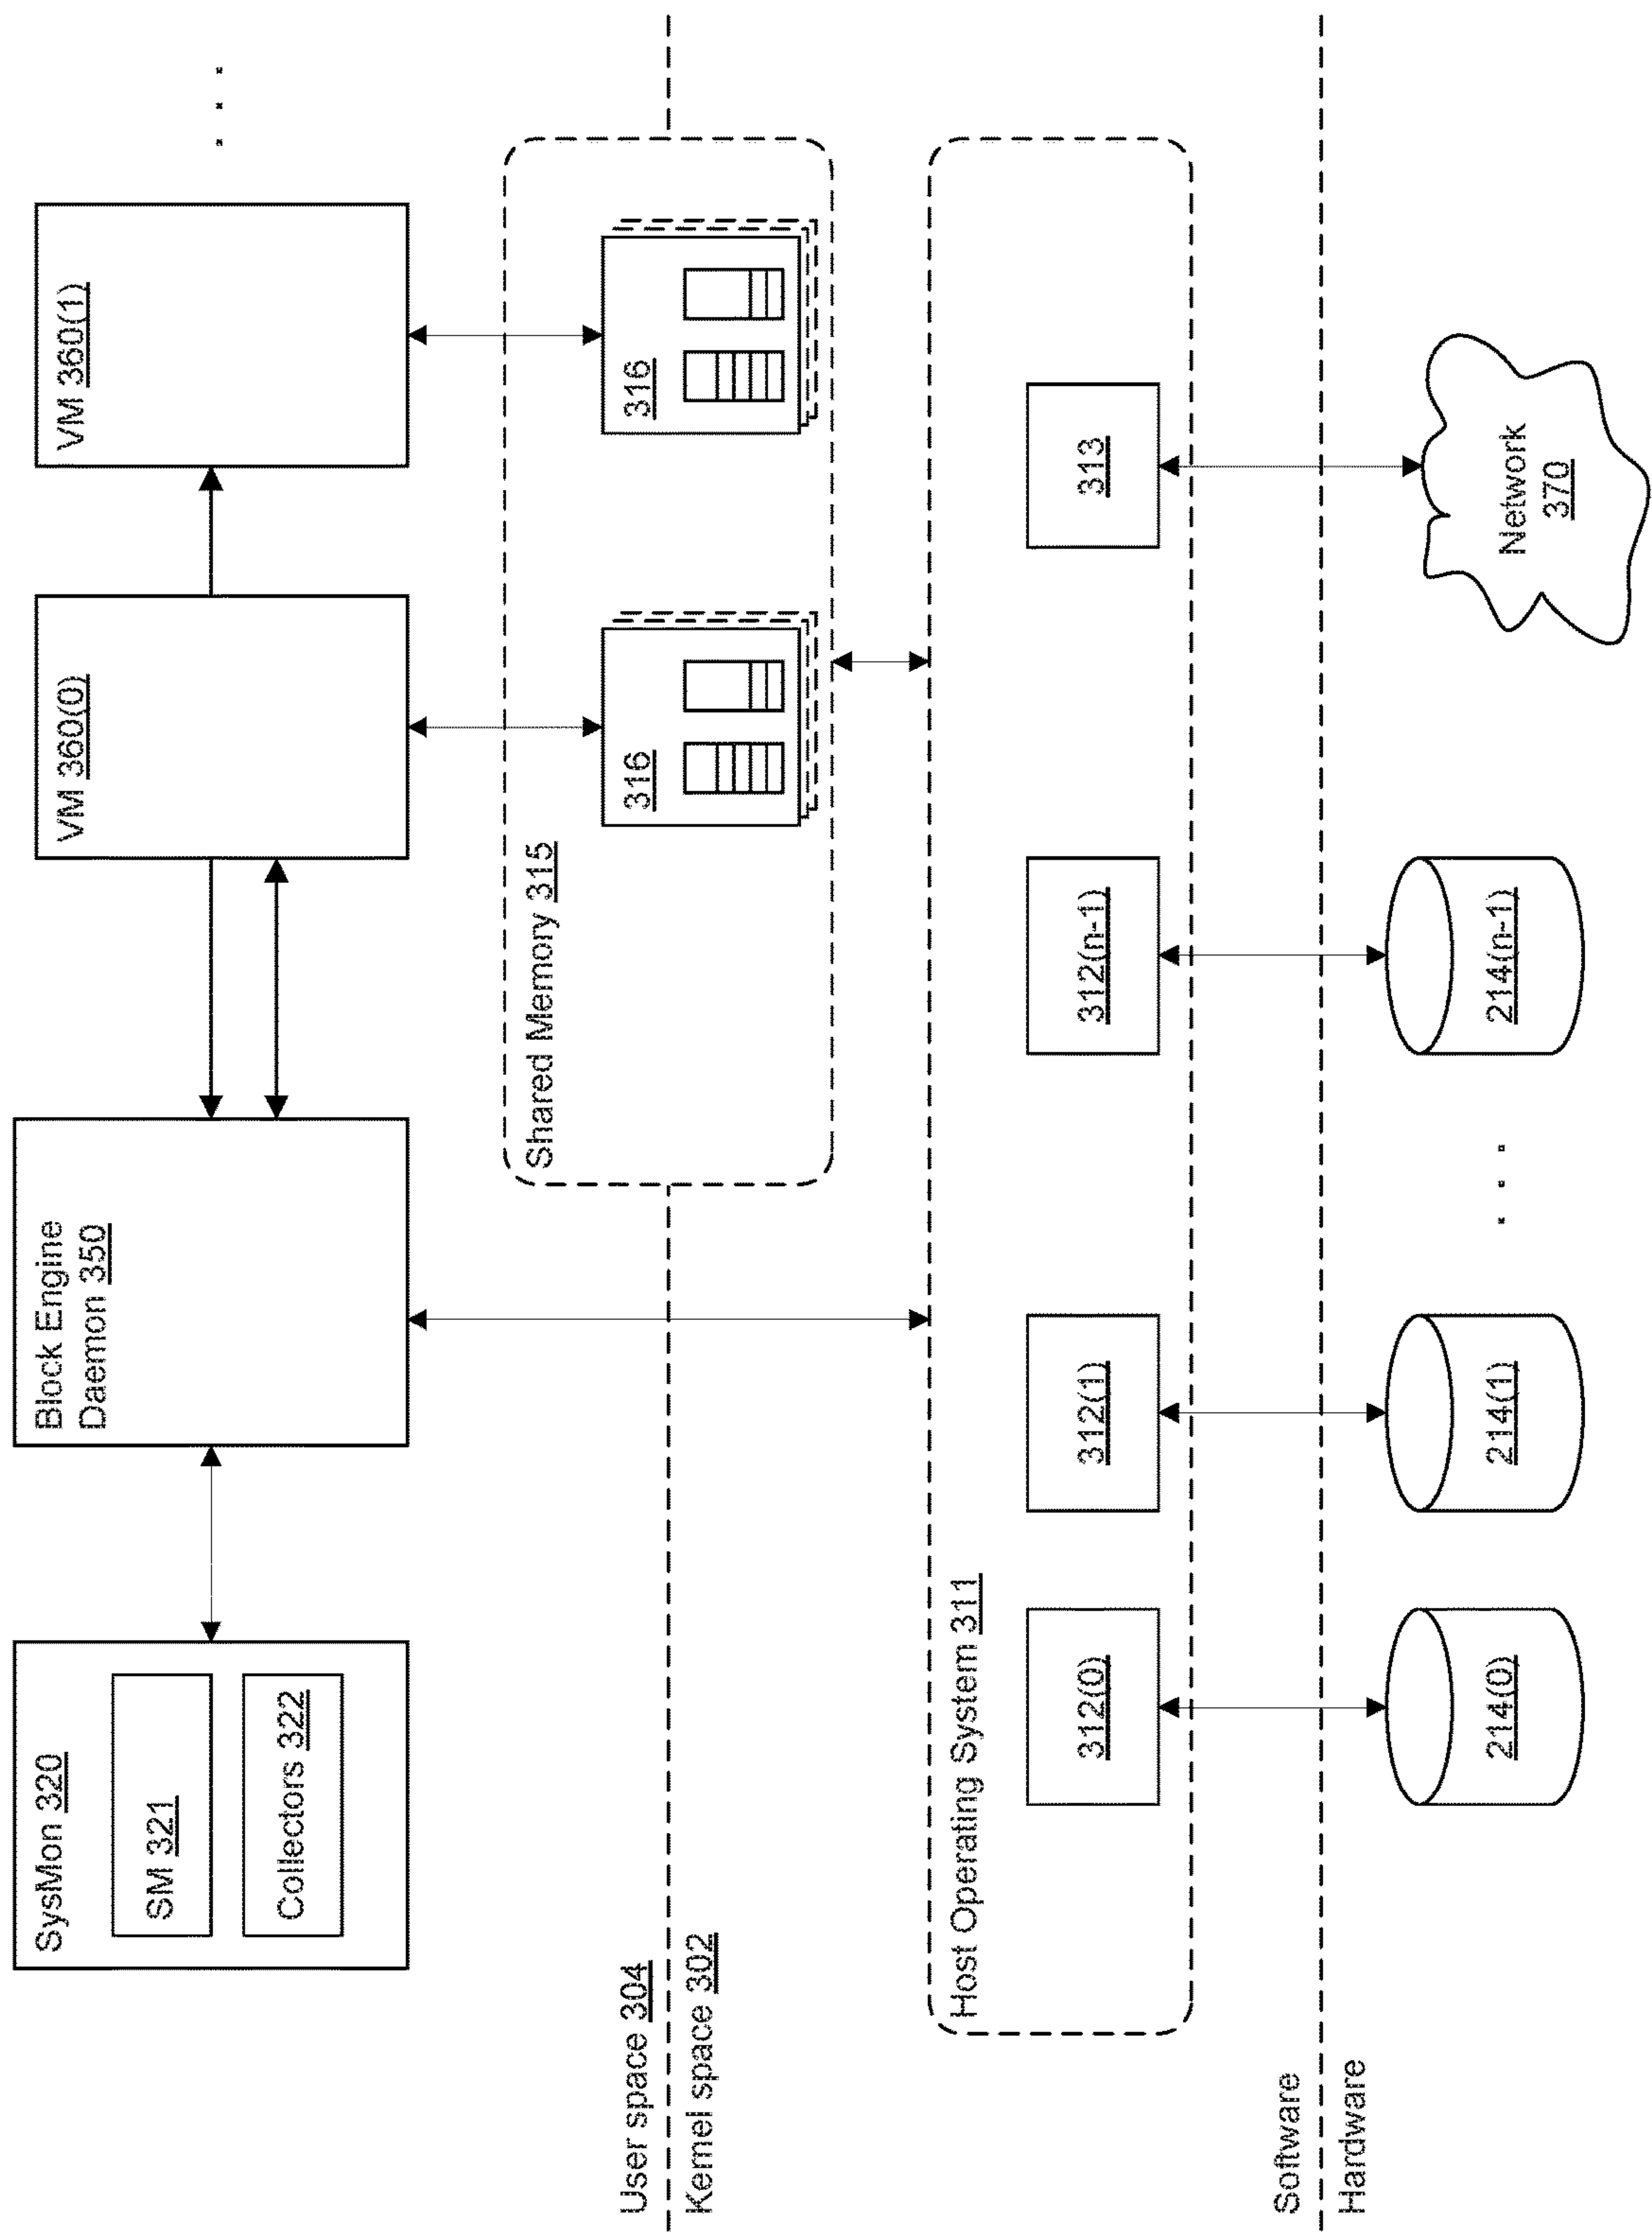 SysMon 320
SM 321
Collectors 322
Block Engine
Daemon 350
VM 360(0)
VM 360(1)
. . .
User space 304
Kernel space 302
Shared Memory 315
316
316
Host Operating System 311
312(0)
312(1)
312(n-1)
313
Software
Hardware
214(0)
214(1)
. . .
214(n-1)
Network
370